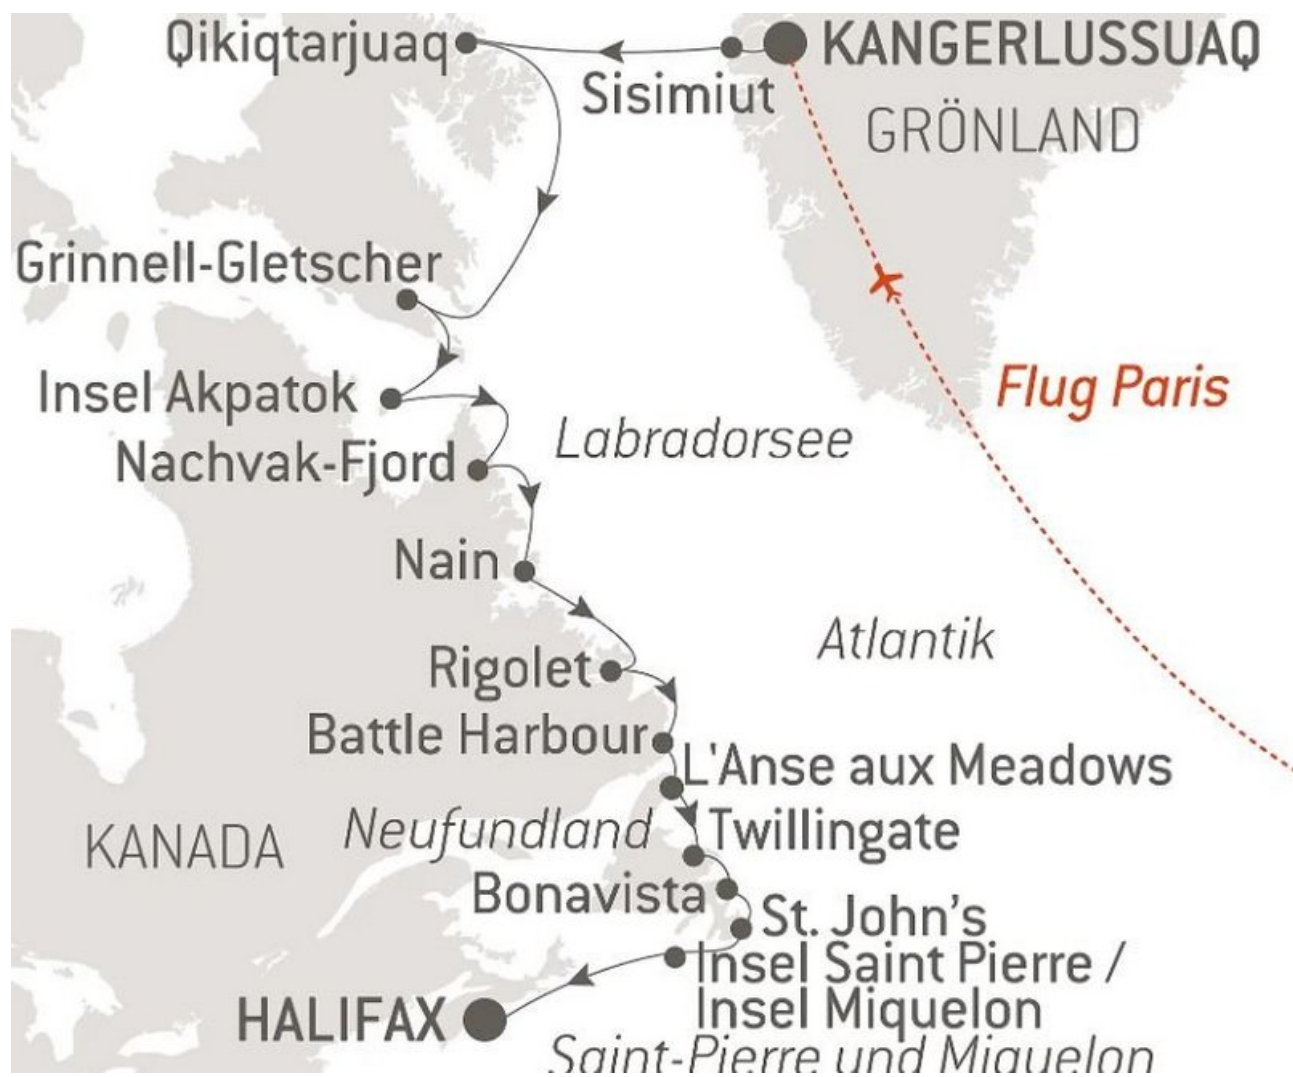 Qikiqtarjuaq
KANGERLUSSUAQ
Sisimiut
GRÖNLAND
Grinnell-Gletscher
Flug Paris
Insel Akpatok
Labradorsee
Nachvak-Fjord
Nain
Atlantik
Rigolet
Battle Harbour
L'Anse aux Meadows
Neufundland
Twillingate
KANADA
Bonavista
St. John’s
Insel Saint Pierre /
Insel Miquelon
HALIFAX
Saint-Pierre und Miquelon